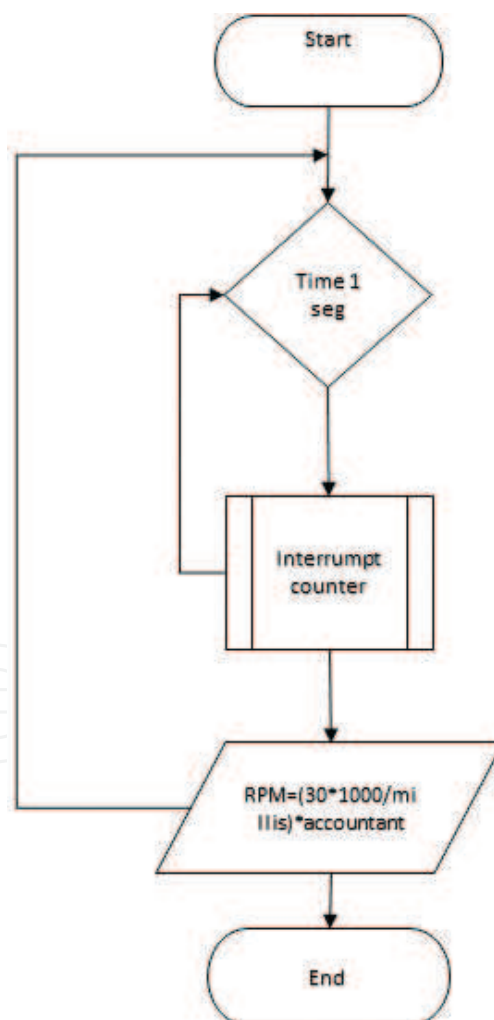 Start
Time 1
seg
Interrumpt
counter
RPM=(30*1000/mi
llis)*accountant
End